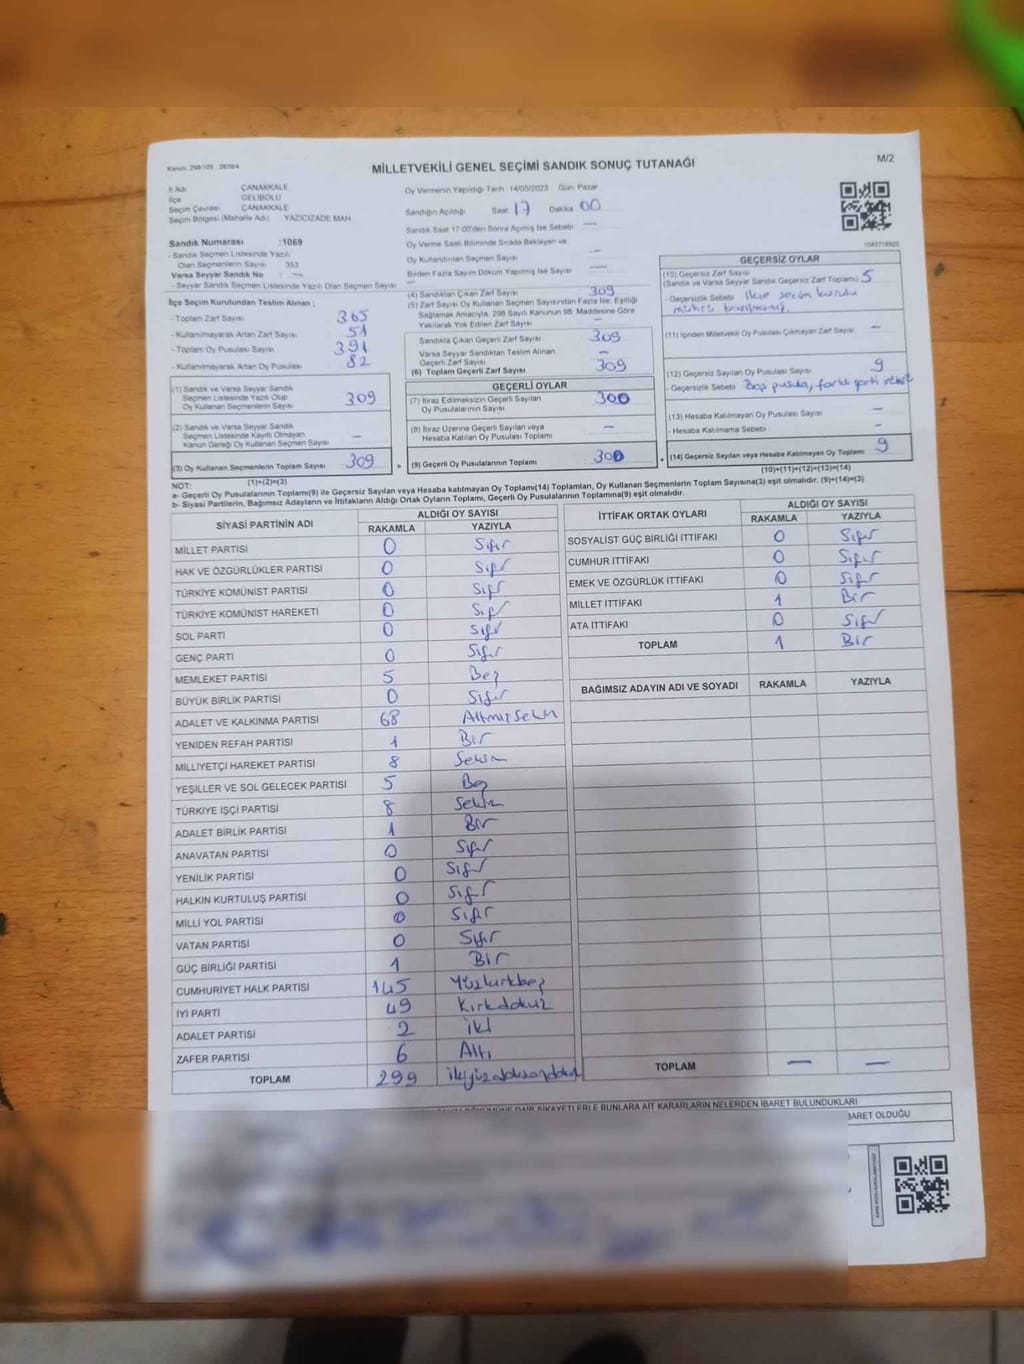 Kanun: 298/105 - 2839/4
MİLLETVEKİLİ GENEL SEÇİMİ SANDIK SONUÇ TUTANAĞI
M/2
İl Adı ÇANAKKALE
İlçe GELİBOLU
Seçim Çevresi ÇANAKKALE
Seçim Bölgesi (Mahalle Adı) YAZICIZADE MAH
Oy Vermenin Yapıldığı Tarih 14/05/2023 Gün Pazar
Sandığın Açıldığı Saat 17 Dakika 00
Sandık Saat 17:00'den Sonra Açılmış İse Sebebi —
Oy Verme Saati Bitiminde Sırada Bekleyen ve
Oy Kullandırılan Seçmen Sayısı —
Birden Fazla Sayım Döküm Yapılmış İse Sayısı —
Sandık Numarası :1069
- Sandık Seçmen Listesinde Yazılı
Olan Seçmenlerin Sayısı 353
Varsa Seyyar Sandık No : —
- Seyyar Sandık Seçmen Listesinde Yazılı Olan Seçmen Sayısı
İlçe Seçim Kurulundan Teslim Alınan :
- Toplam Zarf Sayısı 365
- Kullanılmayarak Artan Zarf Sayısı 51
- Toplam Oy Pusulası Sayısı 391
- Kullanılmayarak Artan Oy Pusulası 82
(1) Sandık ve Varsa Seyyar Sandık
Seçmen Listesinde Yazılı Olup
Oy Kullanan Seçmenlerin Sayısı 309
(2) Sandık ve Varsa Seyyar Sandık
Seçmen Listesinde Kayıtlı Olmayan
Kanun Gereği Oy Kullanan Seçmen Sayısı —
(3) Oy Kullanan Seçmenlerin Toplam Sayısı 309
(1)+(2)=(3)
(4) Sandıktan Çıkan Zarf Sayısı 309
(5) Zarf Sayısı Oy Kullanan Seçmen Sayısından Fazla İse, Eşitliği
Sağlamak Amacıyla, 298 Sayılı Kanunun 98. Maddesine Göre
Yakılarak Yok Edilen Zarf Sayısı —
Sandıkta Çıkan Geçerli Zarf Sayısı 309
Varsa Seyyar Sandıktan Teslim Alınan
Geçerli Zarf Sayısı —
(6) Toplam Geçerli Zarf Sayısı 309
GEÇERLİ OYLAR
(7) İtiraz Edilmeksizin Geçerli Sayılan
Oy Pusulalarının Sayısı 300
(8) İtiraz Üzerine Geçerli Sayılan veya
Hesaba Katılan Oy Pusulası Toplamı —
= (9) Geçerli Oy Pusulalarının Toplamı 300
1083718923
GEÇERSİZ OYLAR
(10) Geçersiz Zarf Sayısı
(Sandık ve Varsa Seyyar Sandık Geçersiz Zarf Toplamı) 5
- Geçersizlik Sebebi İlçe seçim kurulu
(11) İçinden Milletvekili Oy Pusulası Çıkmayan Zarf Sayısı —
(12) Geçersiz Sayılan Oy Pusulası Sayısı 9
- Geçersizlik Sebebi Boş pusula, farklı parti
(13) Hesaba Katılmayan Oy Pusulası Sayısı —
- Hesaba Katılmama Sebebi —
+ (14) Geçersiz Sayılan veya Hesaba Katılmayan Oy Toplamı 9
(10)+(11)+(12)+(13)=(14)
NOT:
a- Geçerli Oy Pusulalarının Toplamı(9) ile Geçersiz Sayılan veya Hesaba katılmayan Oy Toplamı(14) Toplamları, Oy Kullanan Seçmenlerin Toplam Sayısına(3) eşit olmalıdır. (9)+(14)=(3)
b- Siyasi Partilerin, Bağımsız Adayların ve İttifakların Aldığı Ortak Oyların Toplamı, Geçerli Oy Pusulalarının Toplamına(9) eşit olmalıdır.
SİYASİ PARTİNİN ADI ALDIĞI OY SAYISI
RAKAMLA YAZIYLA
MİLLET PARTİSİ 0 Sıfır
HAK VE ÖZGÜRLÜKLER PARTİSİ 0 Sıfır
TÜRKİYE KOMÜNİST PARTİSİ 0 Sıfır
TÜRKİYE KOMÜNİST HAREKETİ 0 Sıfır
SOL PARTİ 0 Sıfır
GENÇ PARTİ 0 Sıfır
MEMLEKET PARTİSİ 5 Beş
BÜYÜK BİRLİK PARTİSİ 0 Sıfır
ADALET VE KALKINMA PARTİSİ 68 Altmışsekiz
YENİDEN REFAH PARTİSİ 1 Bir
MİLLİYETÇİ HAREKET PARTİSİ 8 Sekiz
YEŞİLLER VE SOL GELECEK PARTİSİ 5 Beş
TÜRKİYE İŞÇİ PARTİSİ 8 Sekiz
ADALET BİRLİK PARTİSİ 1 Bir
ANAVATAN PARTİSİ 0 Sıfır
YENİLİK PARTİSİ 0 Sıfır
HALKIN KURTULUŞ PARTİSİ 0 Sıfır
MİLLİ YOL PARTİSİ 0 Sıfır
VATAN PARTİSİ 0 Sıfır
GÜÇ BİRLİĞİ PARTİSİ 1 Bir
CUMHURİYET HALK PARTİSİ 145 Yüzkırkbeş
İYİ PARTİ 49 Kırkdokuz
ADALET PARTİSİ 2 İki
ZAFER PARTİSİ 6 Altı
TOPLAM 299 İkiyüzdoksandokuz
İTTİFAK ORTAK OYLARI ALDIĞI OY SAYISI
RAKAMLA YAZIYLA
SOSYALİST GÜÇ BİRLİĞİ İTTİFAKI 0 Sıfır
CUMHUR İTTİFAKI 0 Sıfır
EMEK VE ÖZGÜRLÜK İTTİFAKI 0 Sıfır
MİLLET İTTİFAKI 1 Bir
ATA İTTİFAKI 0 Sıfır
TOPLAM 1 Bir
BAĞIMSIZ ADAYIN ADI VE SOYADI RAKAMLA YAZIYLA
TOPLAM — —
DÖKÜMÜNE DAİR ŞİKAYETLERLE BUNLARA AİT KARARLARIN NELERDEN İBARET BULUNDUKLARI
İBARET OLDUĞU